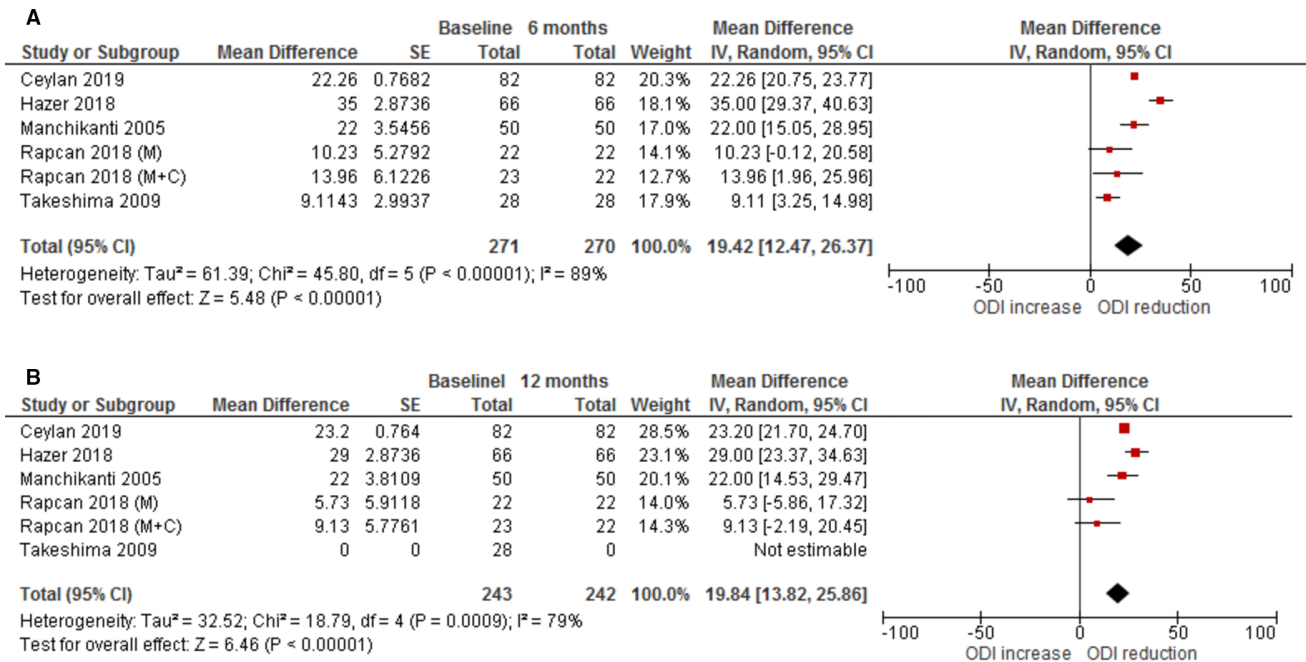 A
Baseline 6 months Mean Difference Mean Difference
Study or Subgroup Mean Difference SE Total Total Weight IV, Random, 95% CI IV, Random, 95% CI
Ceylan 2019 22.26 0.7682 82 82 20.3% 22.26 [20.75, 23.77]
Hazer 2018 35 2.8736 66 66 18.1% 35.00 [29.37, 40.63]
Manchikanti 2005 22 3.5456 50 50 17.0% 22.00 [15.05, 28.95]
Rapcan 2018 (M) 10.23 5.2792 22 22 14.1% 10.23 [-0.12, 20.58]
Rapcan 2018 (M+C) 13.96 6.1226 23 22 12.7% 13.96 [1.96, 25.96]
Takeshima 2009 9.1143 2.9937 28 28 17.9% 9.11 [3.25, 14.98]
Total (95% CI) 271 270 100.0% 19.42 [12.47, 26.37]
Heterogeneity: Tau² = 61.39; Chi² = 45.80, df = 5 (P < 0.00001); I² = 89%
Test for overall effect: Z = 5.48 (P < 0.00001)
-100 -50 0 50 100
ODI increase ODI reduction
B
Baselinel 12 months Mean Difference Mean Difference
Study or Subgroup Mean Difference SE Total Total Weight IV, Random, 95% CI IV, Random, 95% CI
Ceylan 2019 23.2 0.764 82 82 28.5% 23.20 [21.70, 24.70]
Hazer 2018 29 2.8736 66 66 23.1% 29.00 [23.37, 34.63]
Manchikanti 2005 22 3.8109 50 50 20.1% 22.00 [14.53, 29.47]
Rapcan 2018 (M) 5.73 5.9118 22 22 14.0% 5.73 [-5.86, 17.32]
Rapcan 2018 (M+C) 9.13 5.7761 23 22 14.3% 9.13 [-2.19, 20.45]
Takeshima 2009 0 0 28 0 Not estimable
Total (95% CI) 243 242 100.0% 19.84 [13.82, 25.86]
Heterogeneity: Tau² = 32.52; Chi² = 18.79, df = 4 (P = 0.0009); I² = 79%
Test for overall effect: Z = 6.46 (P < 0.00001)
-100 -50 0 50 100
ODI increase ODI reduction